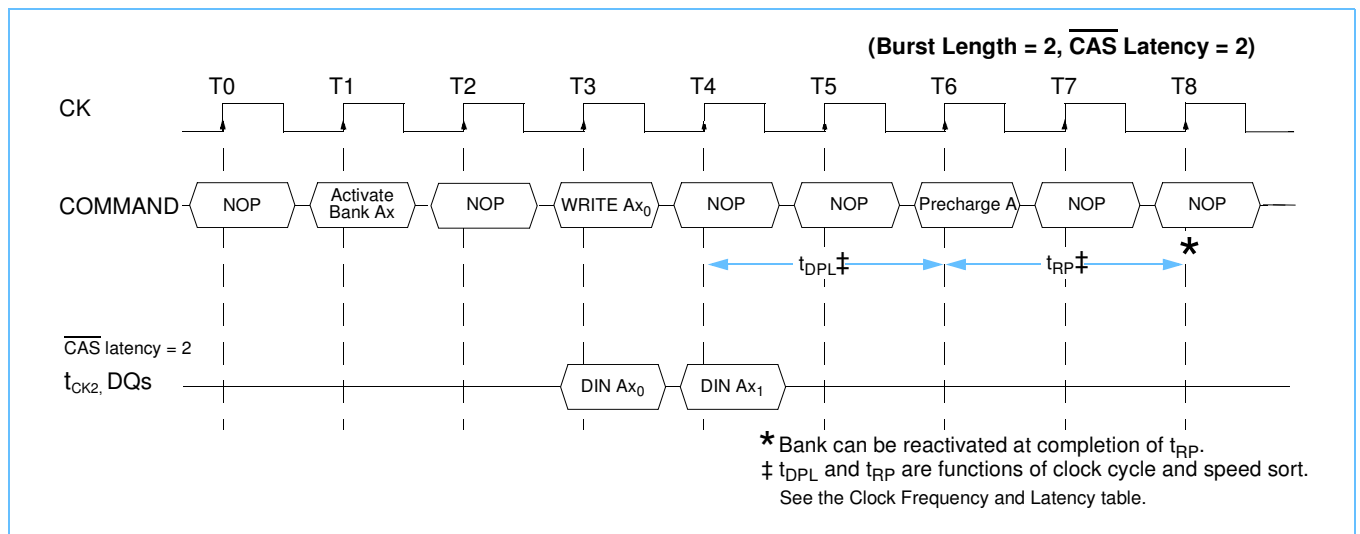 (Burst Length = 2, CAS Latency = 2)
T0 T1 T2 T3 T4 T5 T6 T7 T8
CK
COMMAND NOP Activate Bank Ax NOP WRITE Ax0 NOP NOP Precharge A NOP NOP
*
tDPL‡ tRP‡
CAS latency = 2
tCK2, DQs DIN Ax0 DIN Ax1
* Bank can be reactivated at completion of tRP.
‡ tDPL and tRP are functions of clock cycle and speed sort.
See the Clock Frequency and Latency table.